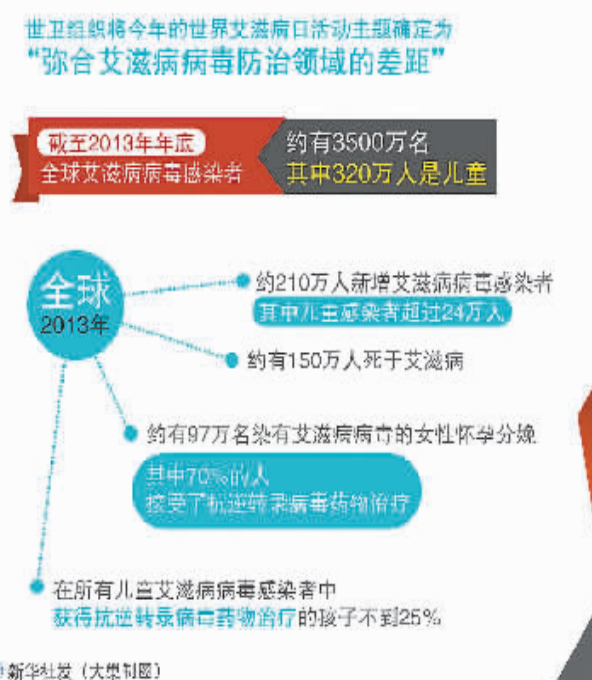 世卫组织将今年的世界艾滋病日活动主题确定为
“弥合艾滋病病毒防治领域的差距”
截至2013年年底
全球艾滋病病毒感染者
约有3500万名
其中320万人是儿童
全球
2013年
约210万人新增艾滋病病毒感染者
其中儿童感染者超过24万人
约有150万人死于艾滋病
约有97万名染有艾滋病病毒的女性怀孕分娩
其中70%的人
接受了抗逆转录病毒药物治疗
在所有儿童艾滋病病毒感染者中
获得抗逆转录病毒药物治疗的孩子不到25%
新华社发（大巢制图）